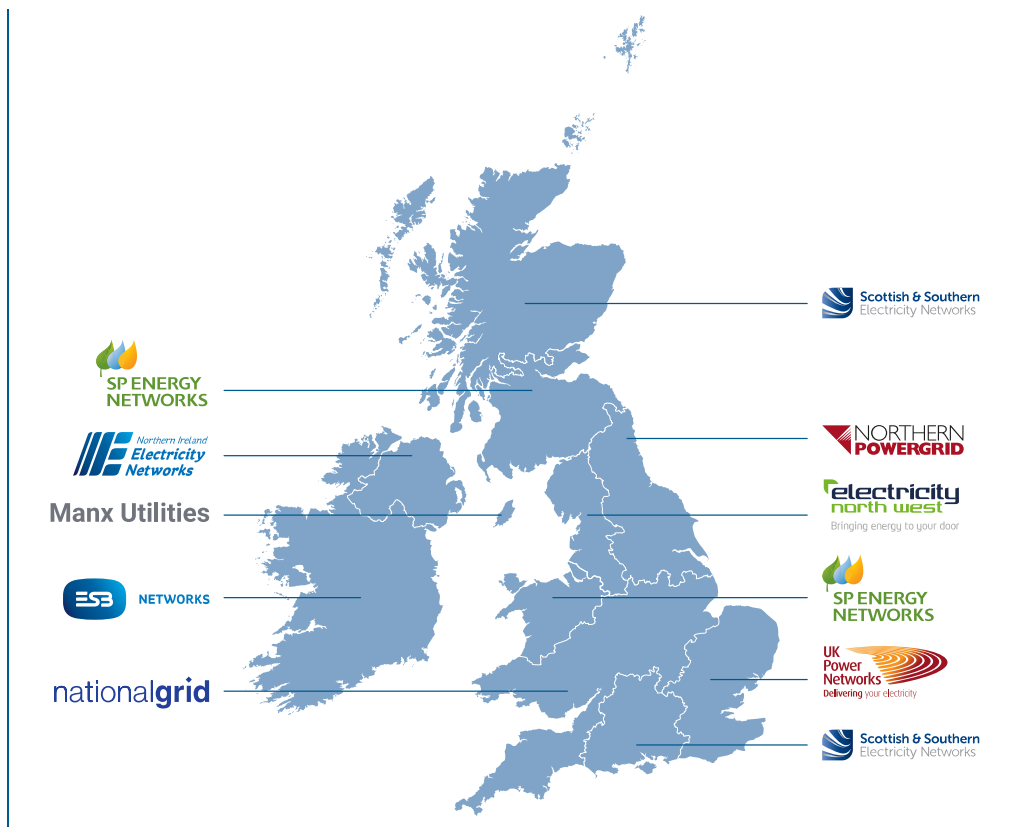 Scottish & Southern
Electricity Networks
SP ENERGY
NETWORKS
Northern Ireland
Electricity
Networks
NORTHERN
POWERGRID
Manx Utilities
electricity
north west
Bringing energy to your door
ESB NETWORKS
SP ENERGY
NETWORKS
nationalgrid
UK
Power
Networks
Delivering your electricity
Scottish & Southern
Electricity Networks